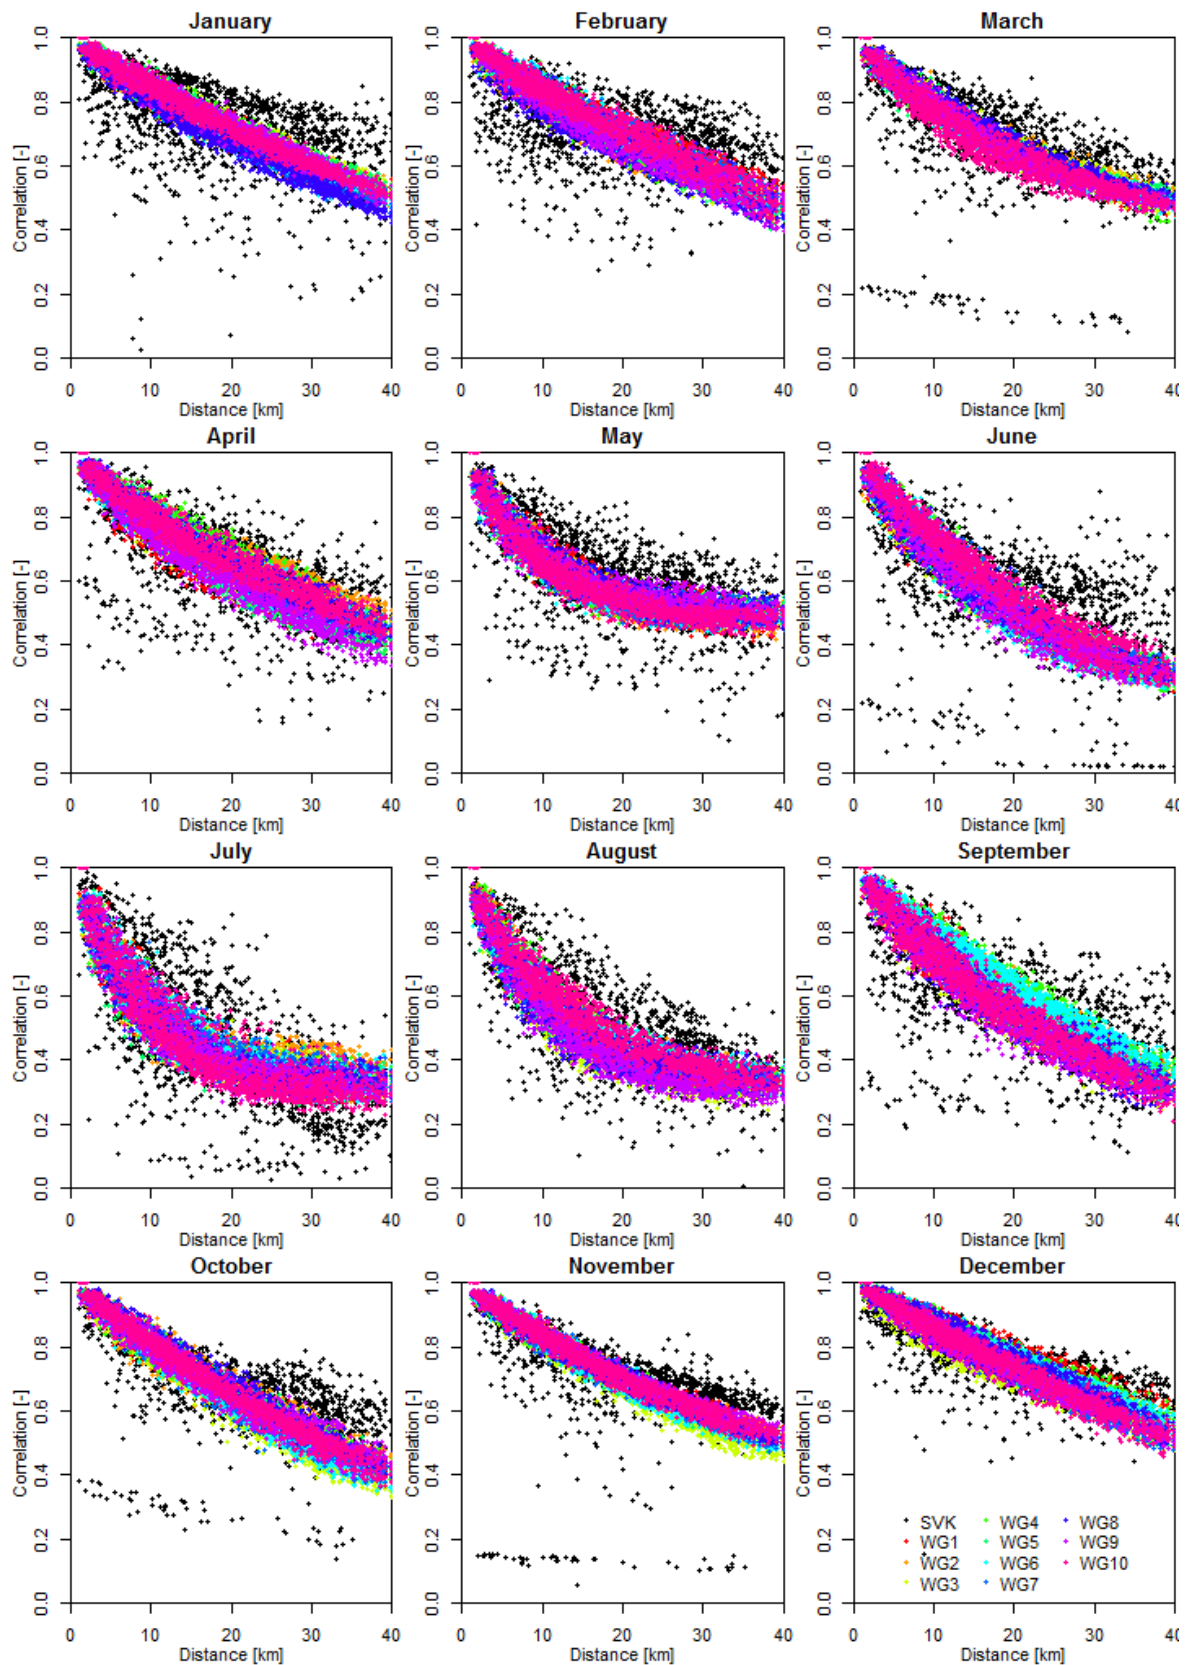 January February March
1.0 1.0 1.0
0.8 0.8 0.8
0.6 0.6 0.6
0.4 0.4 0.4
0.2 0.2 0.2
0.0 0.0 0.0
Correlation [-] Correlation [-] Correlation [-]
0 10 20 30 40 0 10 20 30 40 0 10 20 30 40
Distance [km] Distance [km] Distance [km]
April May June
1.0 1.0 1.0
0.8 0.8 0.8
0.6 0.6 0.6
0.4 0.4 0.4
0.2 0.2 0.2
0.0 0.0 0.0
Correlation [-] Correlation [-] Correlation [-]
0 10 20 30 40 0 10 20 30 40 0 10 20 30 40
Distance [km] Distance [km] Distance [km]
July August September
1.0 1.0 1.0
0.8 0.8 0.8
0.6 0.6 0.6
0.4 0.4 0.4
0.2 0.2 0.2
0.0 0.0 0.0
Correlation [-] Correlation [-] Correlation [-]
0 10 20 30 40 0 10 20 30 40 0 10 20 30 40
Distance [km] Distance [km] Distance [km]
October November December
1.0 1.0 1.0
0.8 0.8 0.8
0.6 0.6 0.6
0.4 0.4 0.4
0.2 0.2 0.2
0.0 0.0 0.0
Correlation [-] Correlation [-] Correlation [-]
SVK WG4 WG8
WG1 WG5 WG9
WG2 WG6 WG10
WG3 WG7
0 10 20 30 40 0 10 20 30 40 0 10 20 30 40
Distance [km] Distance [km] Distance [km]